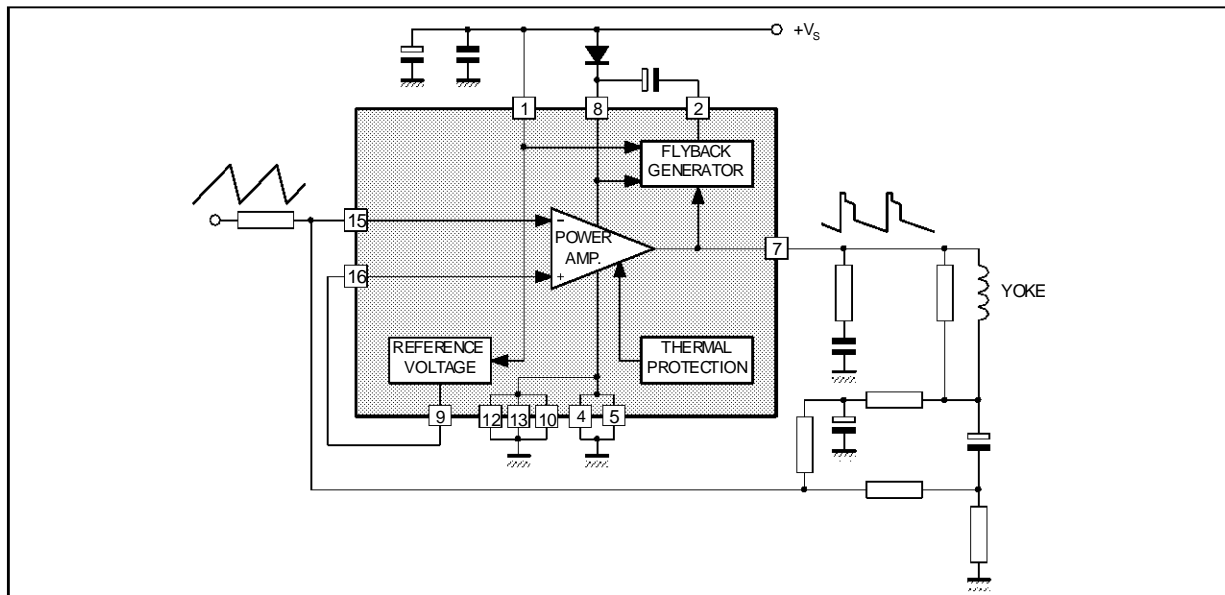 +VS
1
8
2
FLYBACK
GENERATOR
15
-
POWER
AMP.
+
7
16
YOKE
REFERENCE
VOLTAGE
THERMAL
PROTECTION
9
12
13
10
4
5